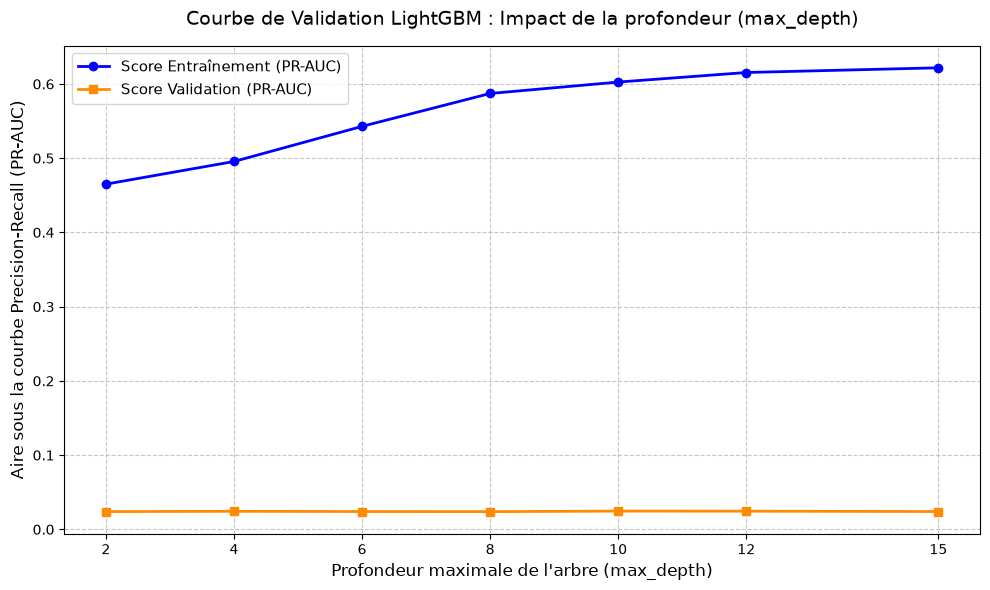 Courbe de Validation LightGBM : Impact de la profondeur (max_depth)
Score Entraînement (PR-AUC)
Score Validation (PR-AUC)
Aire sous la courbe Precision-Recall (PR-AUC)
0.6
0.5
0.4
0.3
0.2
0.1
0.0
2 4 6 8 10 12 15
Profondeur maximale de l'arbre (max_depth)